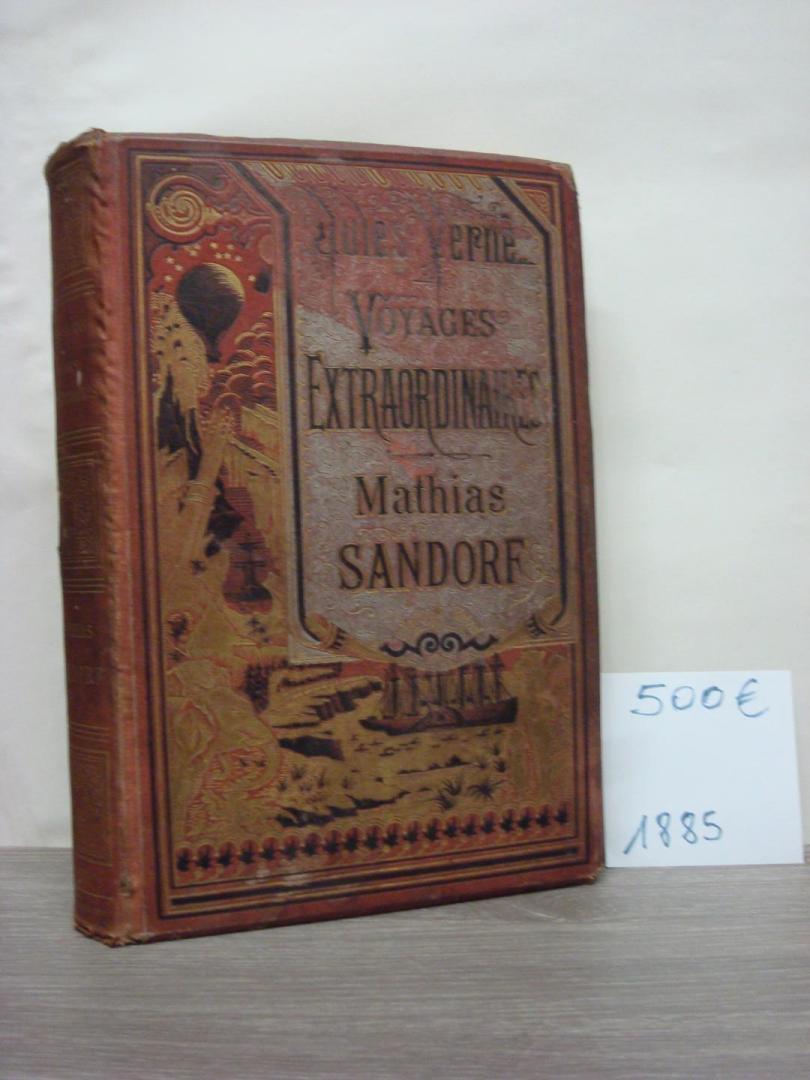 Jules Verne
VOYAGES
EXTRAORDINAIRES
Mathias
SANDORF
500€
1885